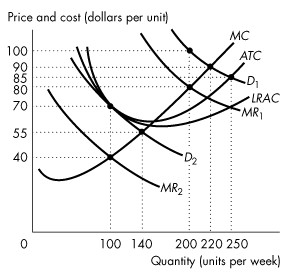 Price and cost (dollars per unit)
MC
100
ATC
90
85
D1
80
LRAC
70
MR1
55
D2
40
MR2
0
100 140 200 220 250
Quantity (units per week)